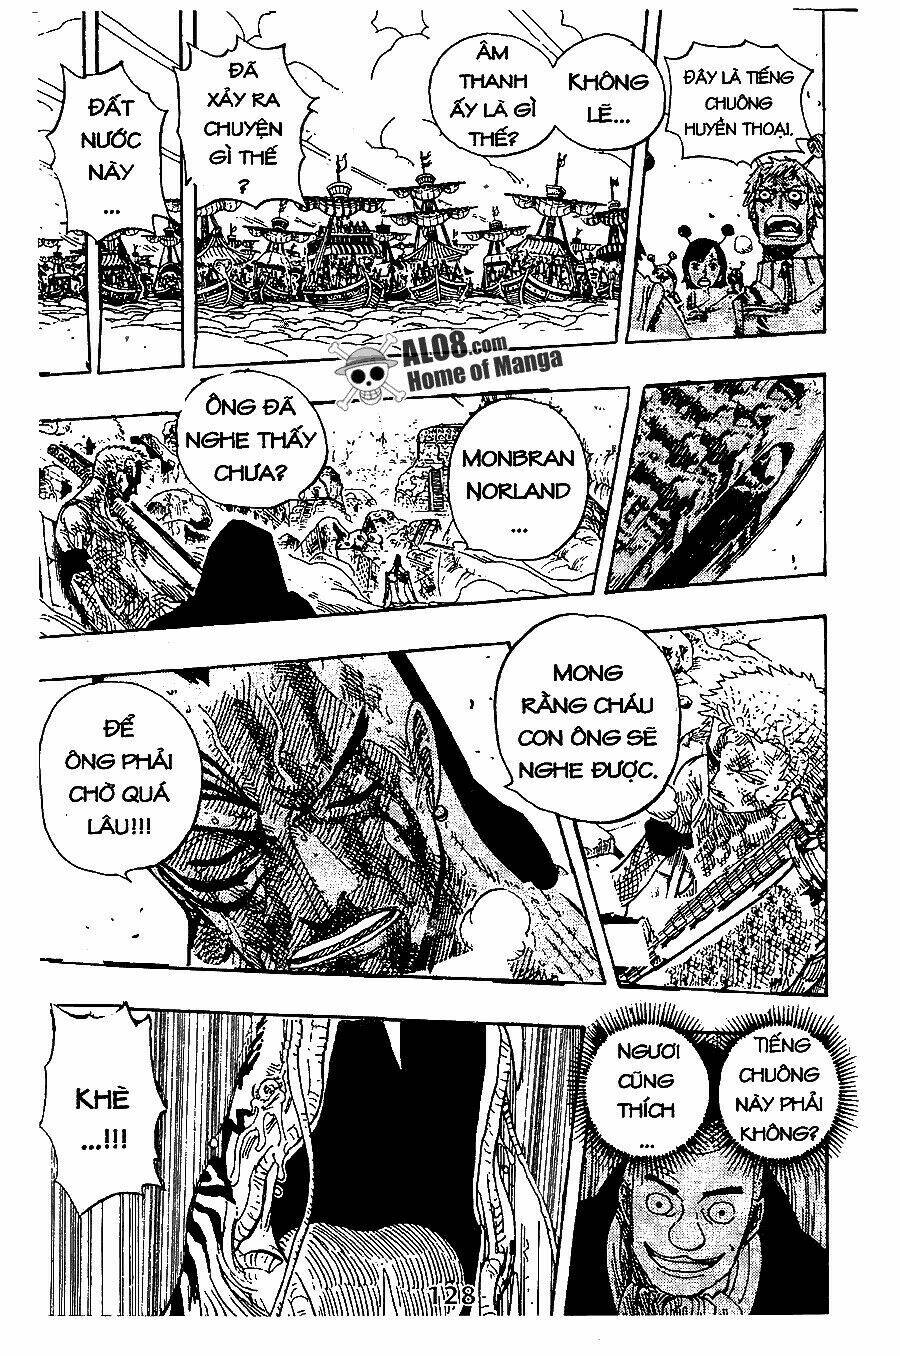 ĐÂY LÀ TIẾNG
CHUÔNG
HUYỀN THOẠI.
KHÔNG
LẼ...
ÂM
THANH
ẤY LÀ GÌ
THẾ?
ĐÃ
XẢY RA
CHUYỆN
GÌ THẾ
?
ĐẤT
NƯỚC
NÀY
...
AL08.com
Home of Manga
MONBRAN
NORLAND
...
ÔNG ĐÃ
NGHE THẤY
CHƯA?
MONG
RẰNG CHÁU
CON ÔNG SẼ
NGHE ĐƯỢC.
ĐỂ
ÔNG PHẢI
CHỜ QUÁ
LÂU!!!
NGƯƠI
CŨNG
THÍCH
...
TIẾNG
CHUÔNG
NÀY PHẢI
KHÔNG?
KHÈ
...!!!
128